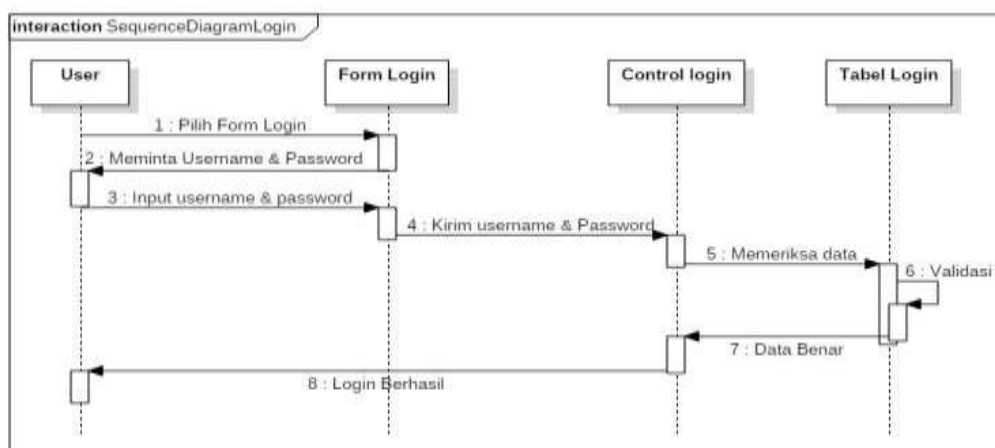 interaction SequenceDiagramLogin
User
Form Login
Control login
Tabel Login
1 : Pilih Form Login
2 : Meminta Username & Password
3 : Input username & password
4 : Kirim username & Password
5 : Memeriksa data
6 : Validasi
7 : Data Benar
8 : Login Berhasil